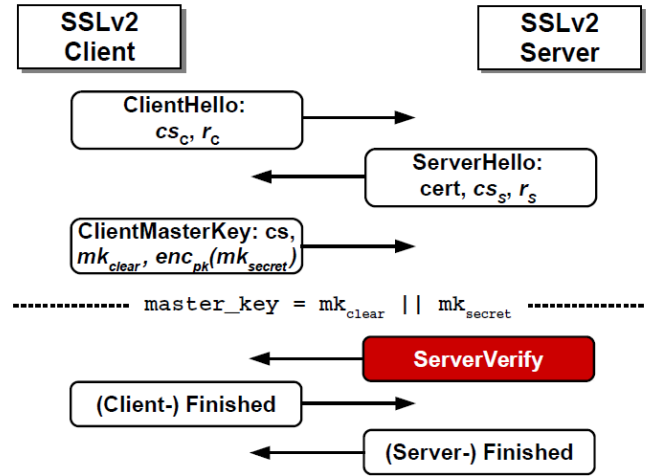 SSLv2
Client
SSLv2
Server
ClientHello:
cs_C, r_C
ServerHello:
cert, cs_S, r_S
ClientMasterKey: cs,
mk_clear, enc_pk(mk_secret)
master_key = mk_clear || mk_secret
ServerVerify
(Client-) Finished
(Server-) Finished